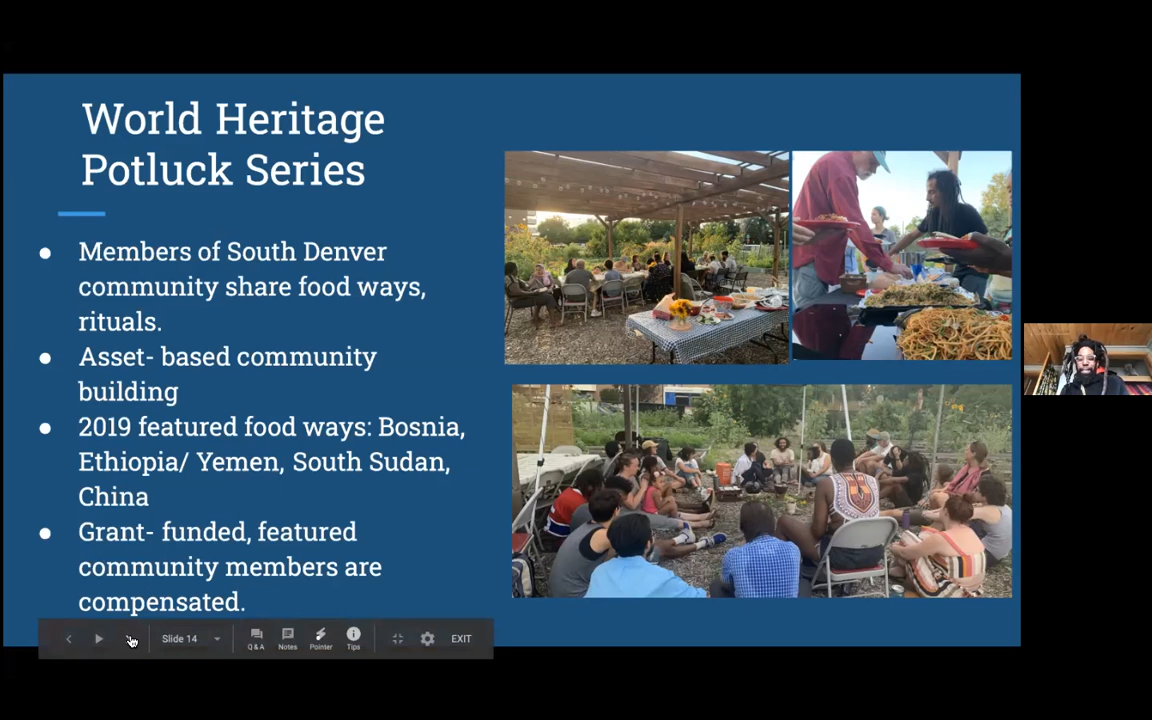 World Heritage
Potluck Series
● Members of South Denver
community share food ways,
rituals.
● Asset- based community
building
● 2019 featured food ways: Bosnia,
Ethiopia/ Yemen, South Sudan,
China
● Grant- funded, featured
community members are
compensated.
Slide 14
Q & A
Notes
Pointer
Tips
EXIT